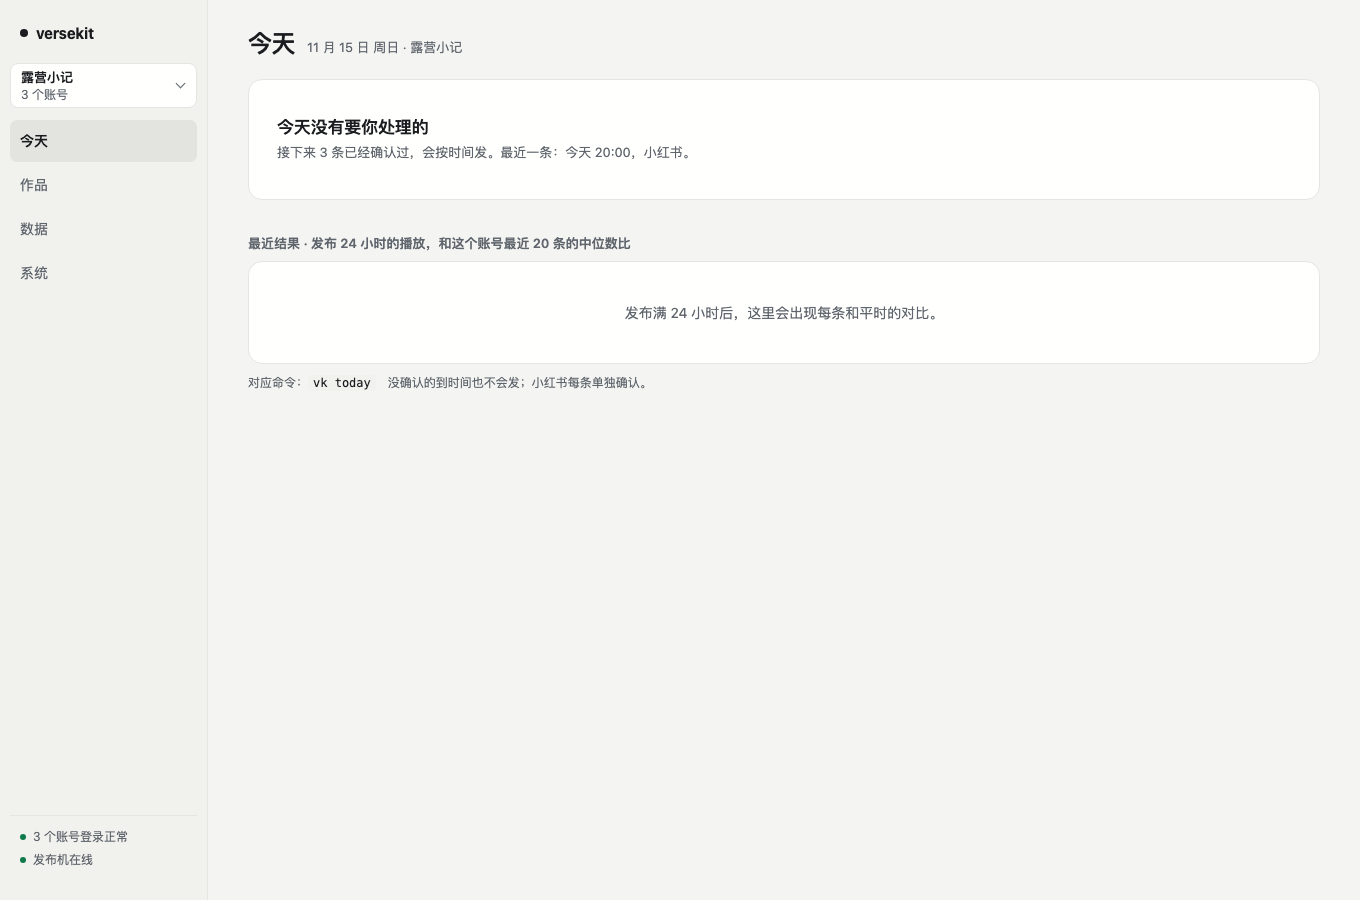 versekit
露营小记
3 个账号
今天
作品
数据
系统
3 个账号登录正常
发布机在线
今天 11 月 15 日 周日 · 露营小记
今天没有要你处理的
接下来 3 条已经确认过，会按时间发。最近一条：今天 20:00，小红书。
最近结果 · 发布 24 小时的播放，和这个账号最近 20 条的中位数比
发布满 24 小时后，这里会出现每条和平时的对比。
对应命令： vk today 没确认的到时间也不会发；小红书每条单独确认。